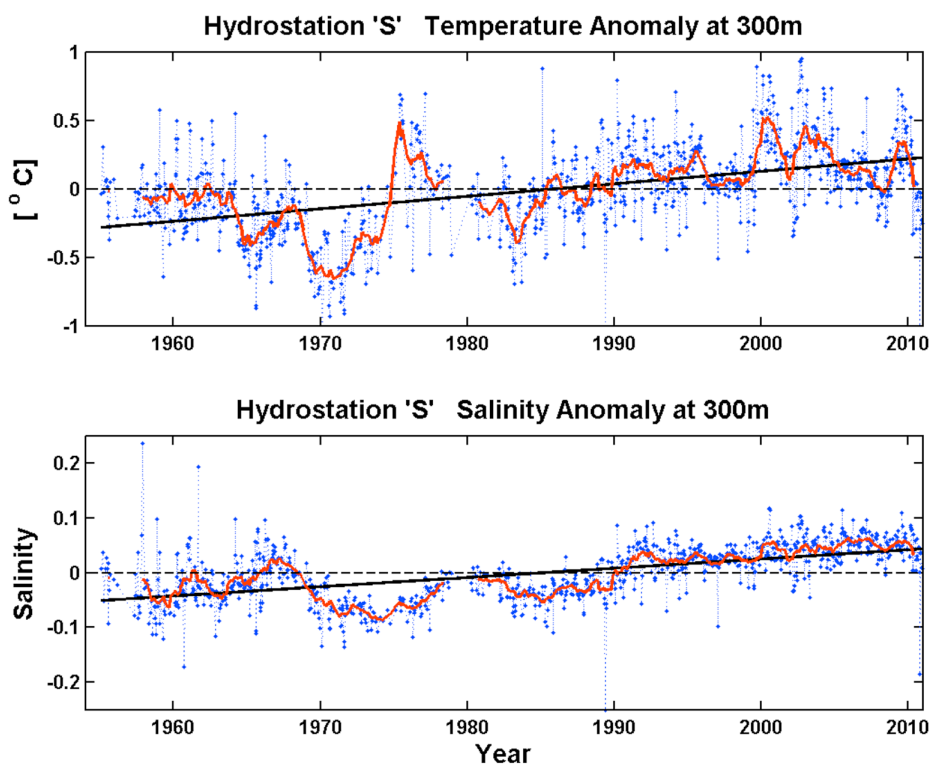 Hydrostation 'S' Temperature Anomaly at 300m
1
0.5
0
-0.5
-1
[ ° C]
1960 1970 1980 1990 2000 2010
Hydrostation 'S' Salinity Anomaly at 300m
0.2
0.1
0
-0.1
-0.2
Salinity
1960 1970 1980 1990 2000 2010
Year